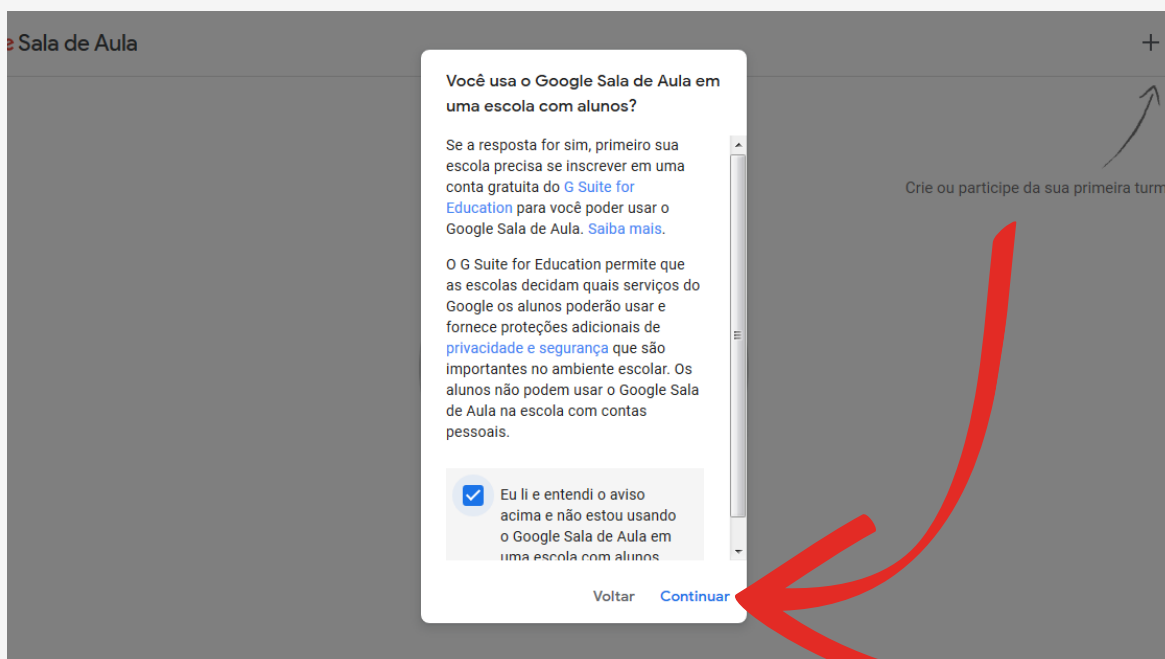 e Sala de Aula
+
Você usa o Google Sala de Aula em
uma escola com alunos?
Se a resposta for sim, primeiro sua
escola precisa se inscrever em uma
conta gratuita do G Suite for
Education para você poder usar o
Google Sala de Aula. Saiba mais.
O G Suite for Education permite que
as escolas decidam quais serviços do
Google os alunos poderão usar e
fornece proteções adicionais de
privacidade e segurança que são
importantes no ambiente escolar. Os
alunos não podem usar o Google Sala
de Aula na escola com contas
pessoais.
Eu li e entendi o aviso
acima e não estou usando
o Google Sala de Aula em
uma escola com alunos
Voltar Continuar
Crie ou participe da sua primeira turm